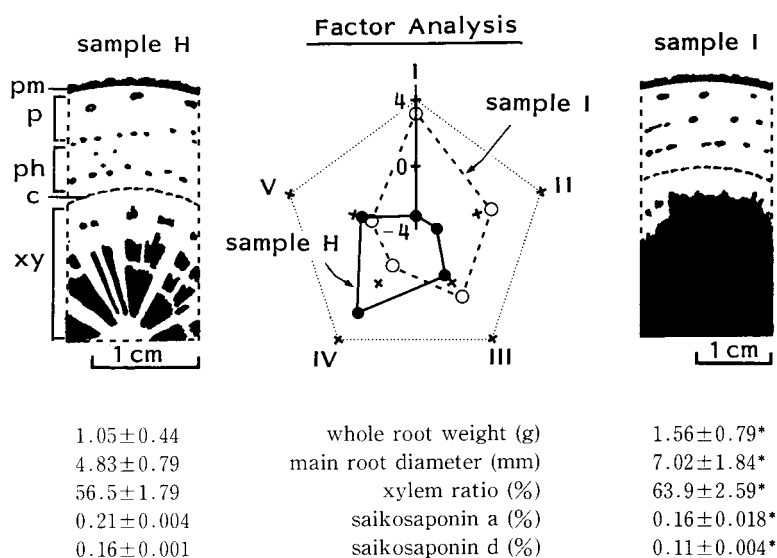 Factor Analysis
sample H
sample I
pm
p
ph
c
xy
1 cm
I
4
0
-4
II
III
IV
V
sample I
sample H
1 cm
1.05±0.44 whole root weight (g) 1.56±0.79*
4.83±0.79 main root diameter (mm) 7.02±1.84*
56.5±1.79 xylem ratio (%) 63.9±2.59*
0.21±0.004 saikosaponin a (%) 0.16±0.018*
0.16±0.001 saikosaponin d (%) 0.11±0.004*